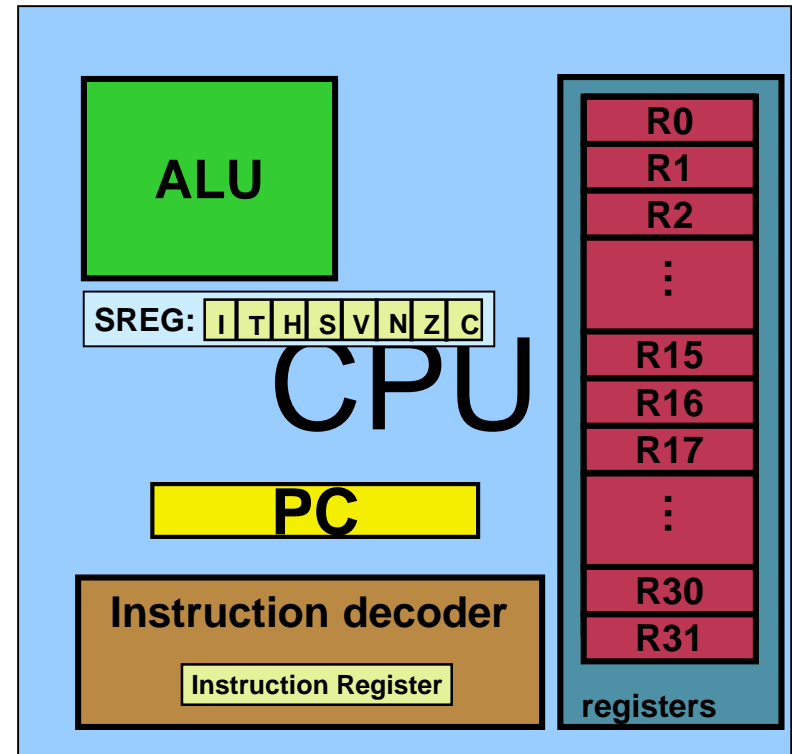 ALU
SREG: I T H S V N Z C
CPU
PC
Instruction decoder
Instruction Register
R0
R1
R2
⋮
R15
R16
R17
⋮
R30
R31
registers